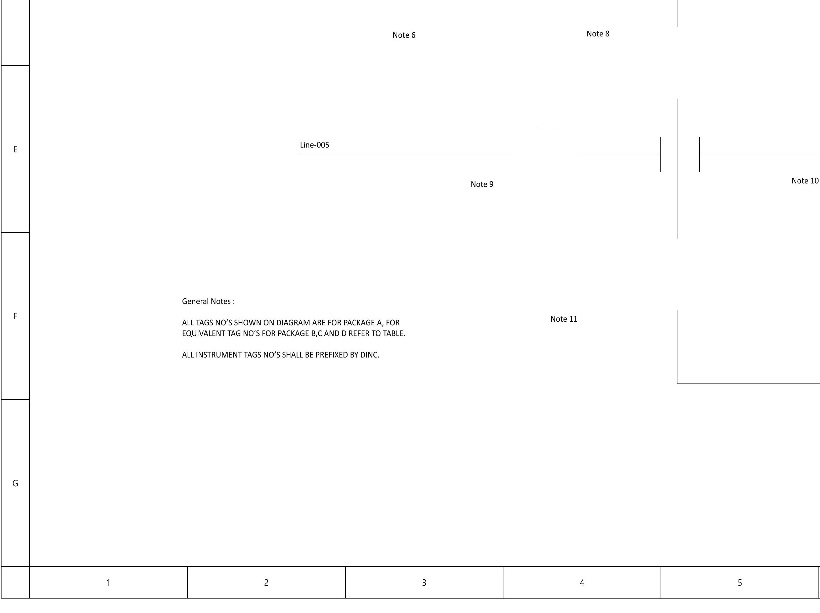 Note 6
Note 8
E
Line-005
Note 9
Note 10
General Notes :
F
ALL TAGS NO'S SHOWN ON DIAGRAM ARE FOR PACKAGE A, FOR
Note 11
EQUIVALENT TAG NO'S FOR PACKAGE B,C AND D REFER TO TABLE.
ALL INSTRUMENT TAGS NO'S SHALL BE PREFIXED BY DINC.
G
1 2 3 4 5